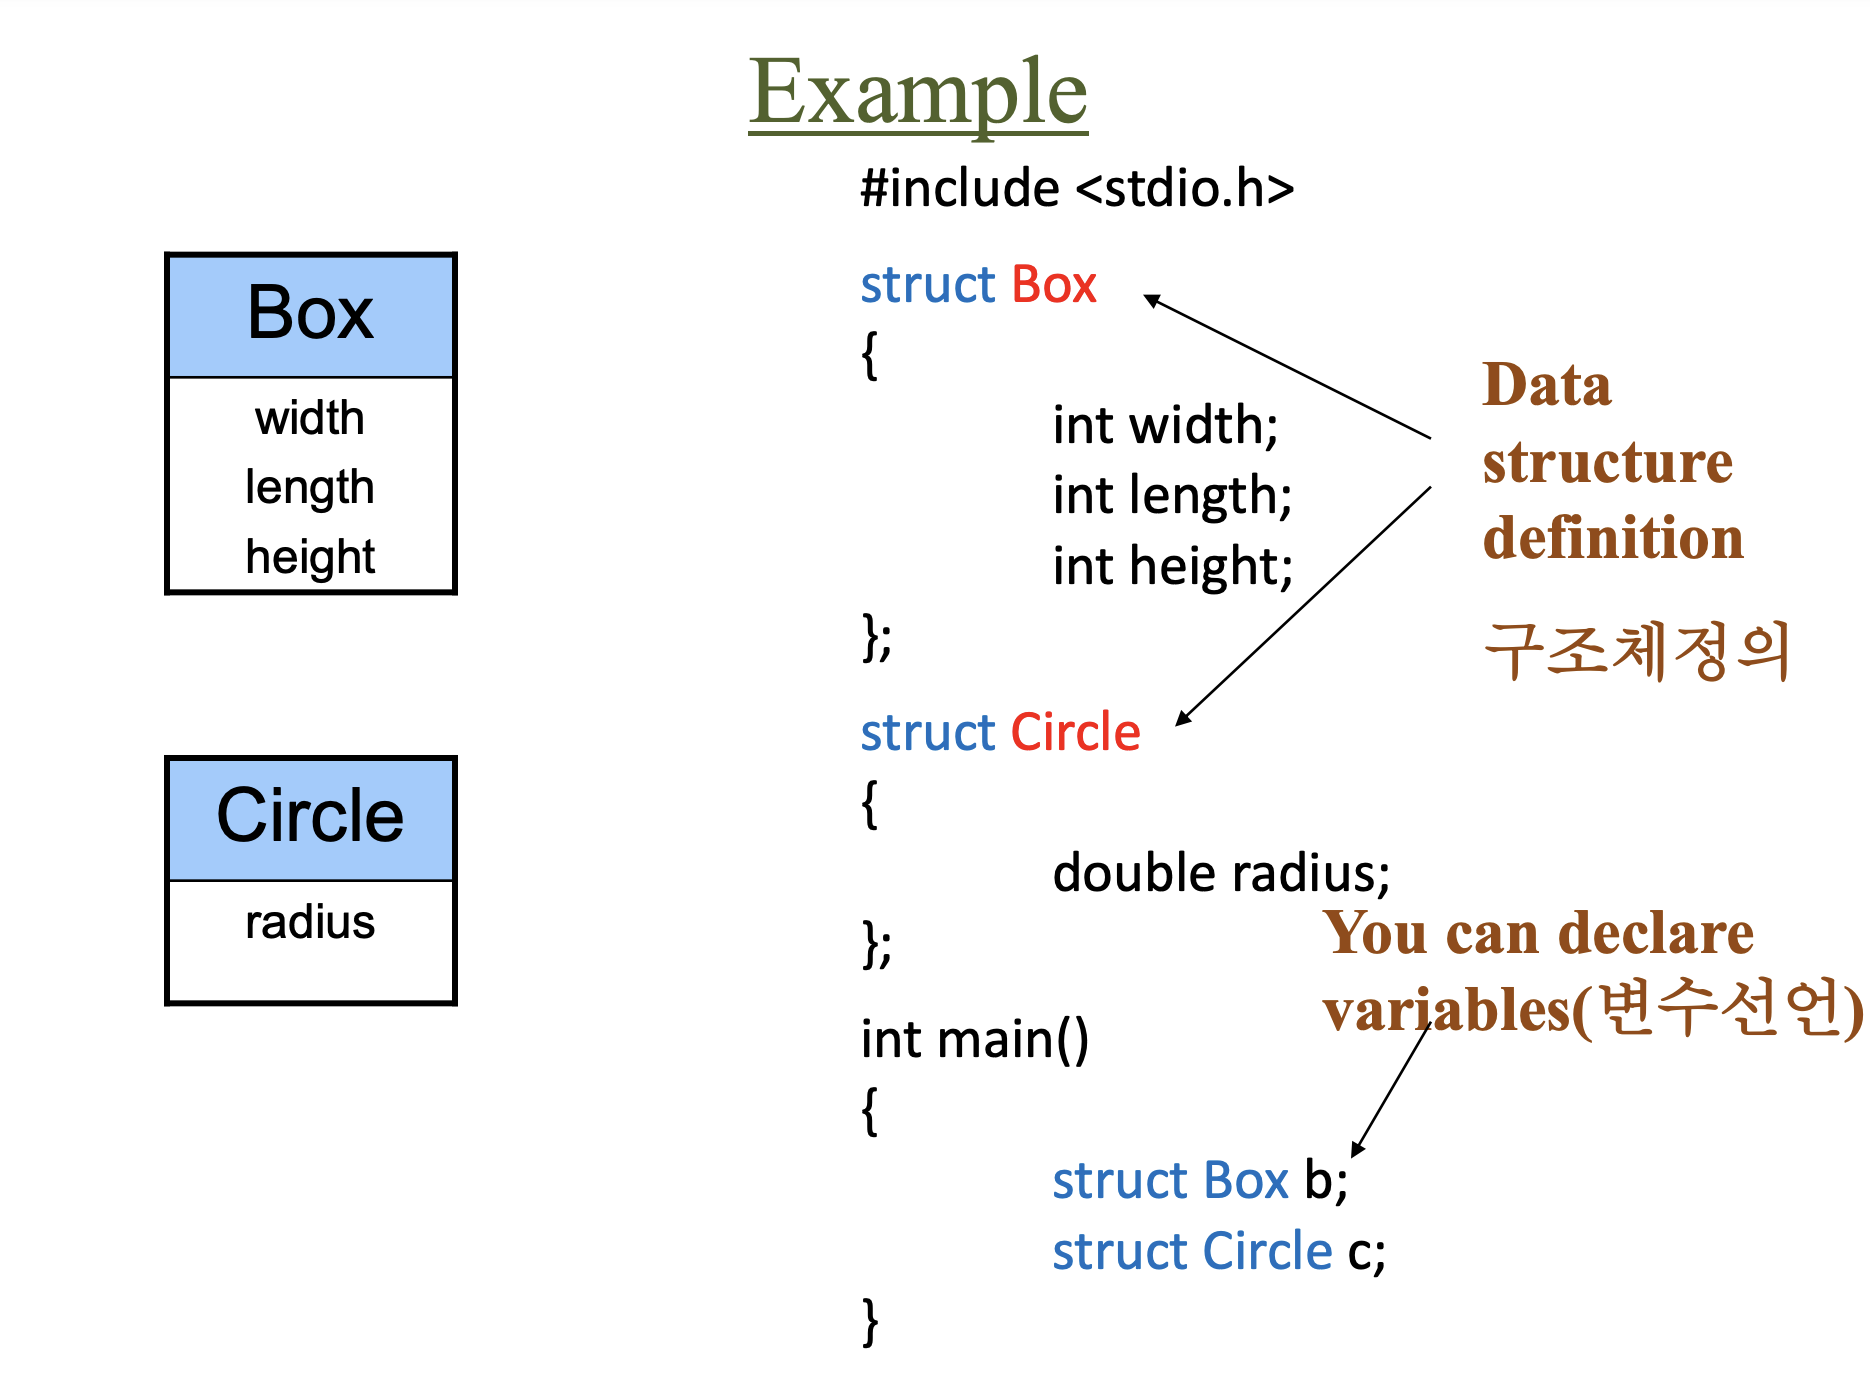 Example
Box
width
length
height
Circle
radius
#include <stdio.h>
struct Box
{
int width;
int length;
int height;
};
struct Circle
{
double radius;
};
int main()
{
struct Box b;
struct Circle c;
}
Data
structure
definition
구조체정의
You can declare
variables(변수선언)